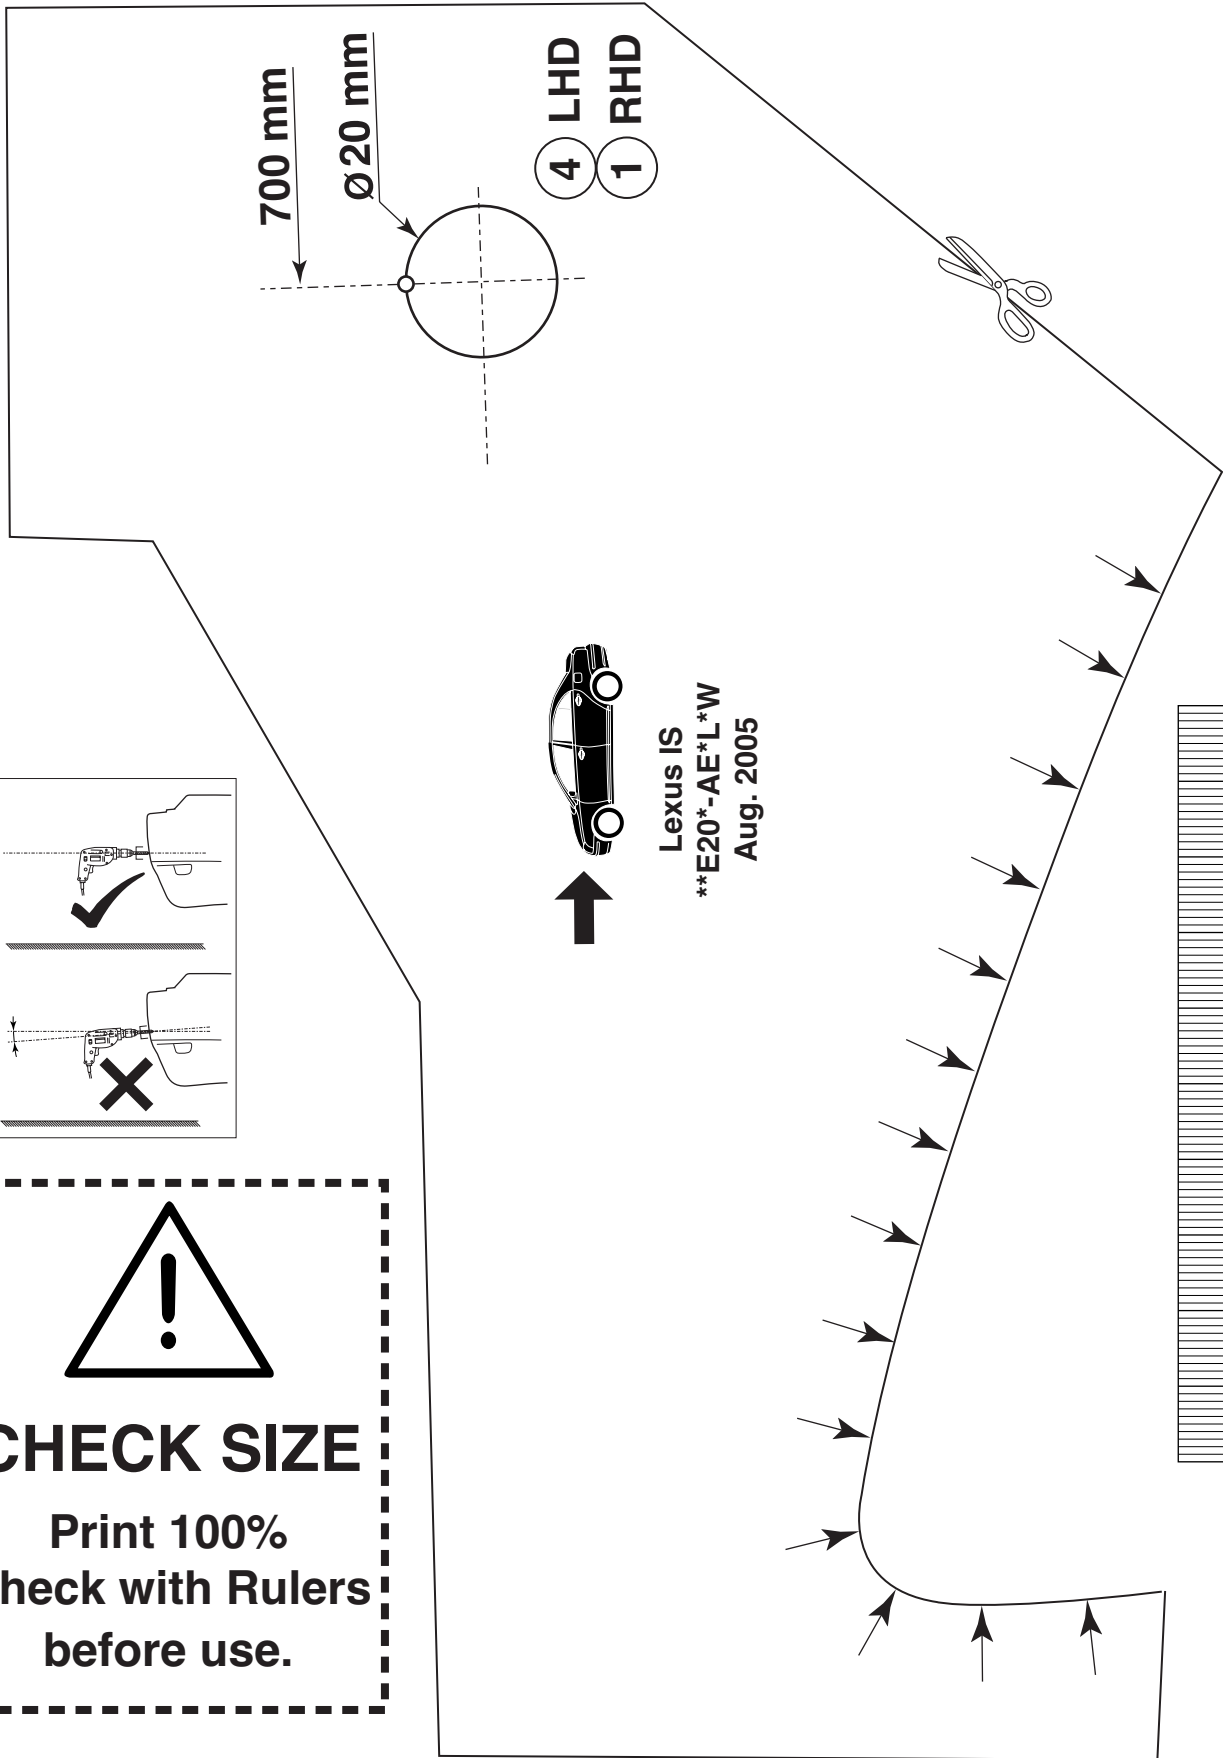 700 mm
Ø 20 mm
4 LHD
1 RHD
Lexus IS
**E20*-AE*L*W
Aug. 2005
CHECK SIZE
Print 100%
heck with Rulers
before use.